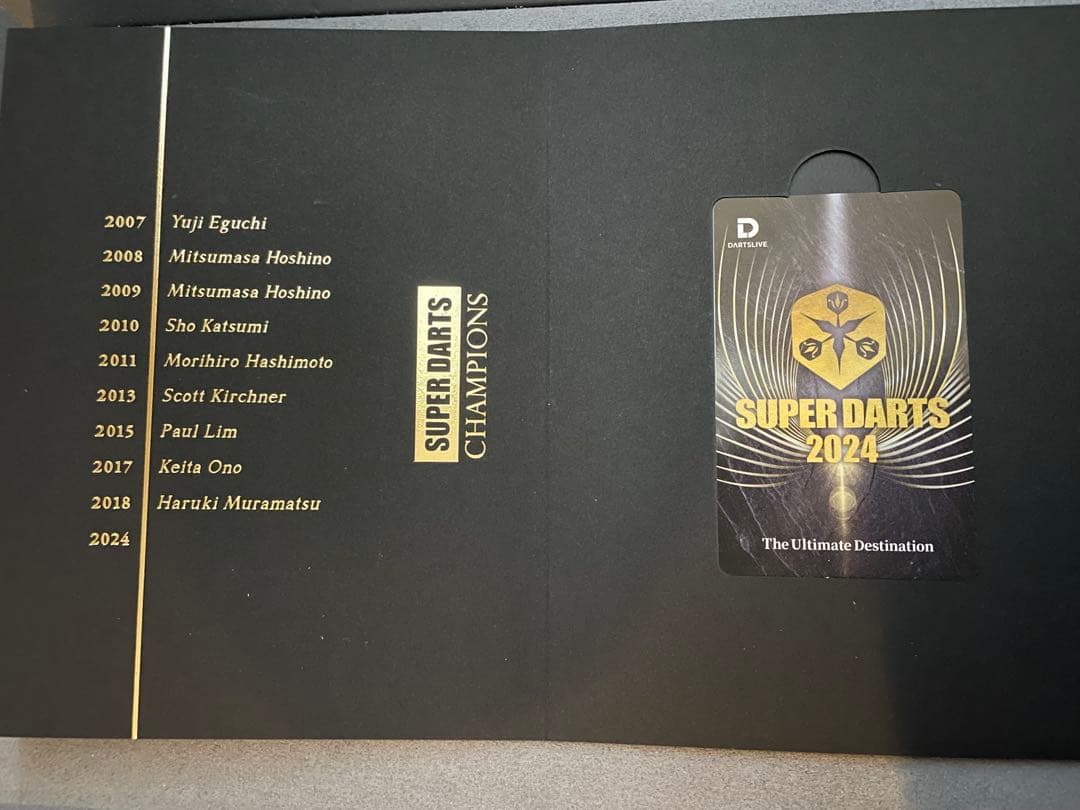 2007 Yuji Eguchi
2008 Mitsumasa Hoshino
2009 Mitsumasa Hoshino
2010 Sho Katsumi
2011 Morihiro Hashimoto
2013 Scott Kirchner
2015 Paul Lim
2017 Keita Ono
2018 Haruki Muramatsu
2024
SUPER DARTS
CHAMPIONS
D
DARTSLIVE
SUPER DARTS
2024
The Ultimate Destination